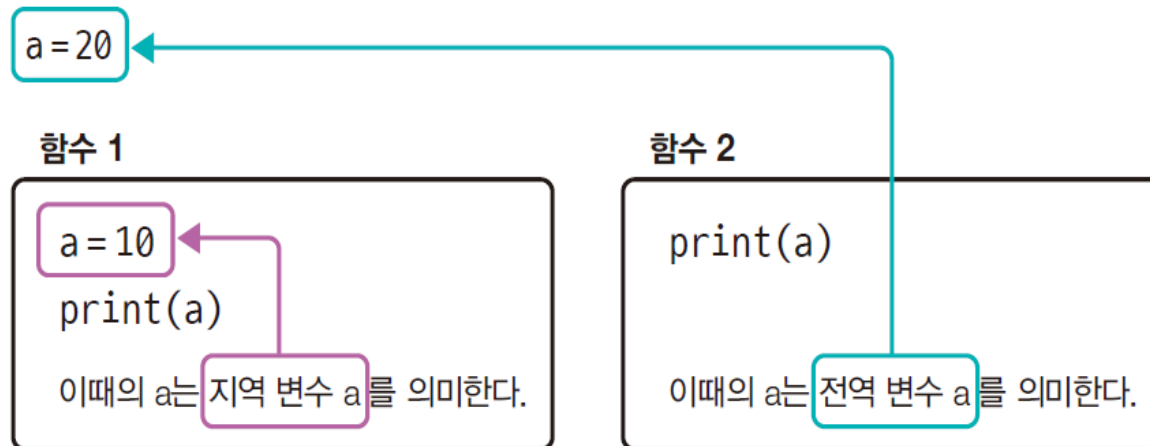 a=20
함수 1
a=10
print(a)
이때의 a는 지역 변수 a를 의미한다.
함수 2
print(a)
이때의 a는 전역 변수 a를 의미한다.